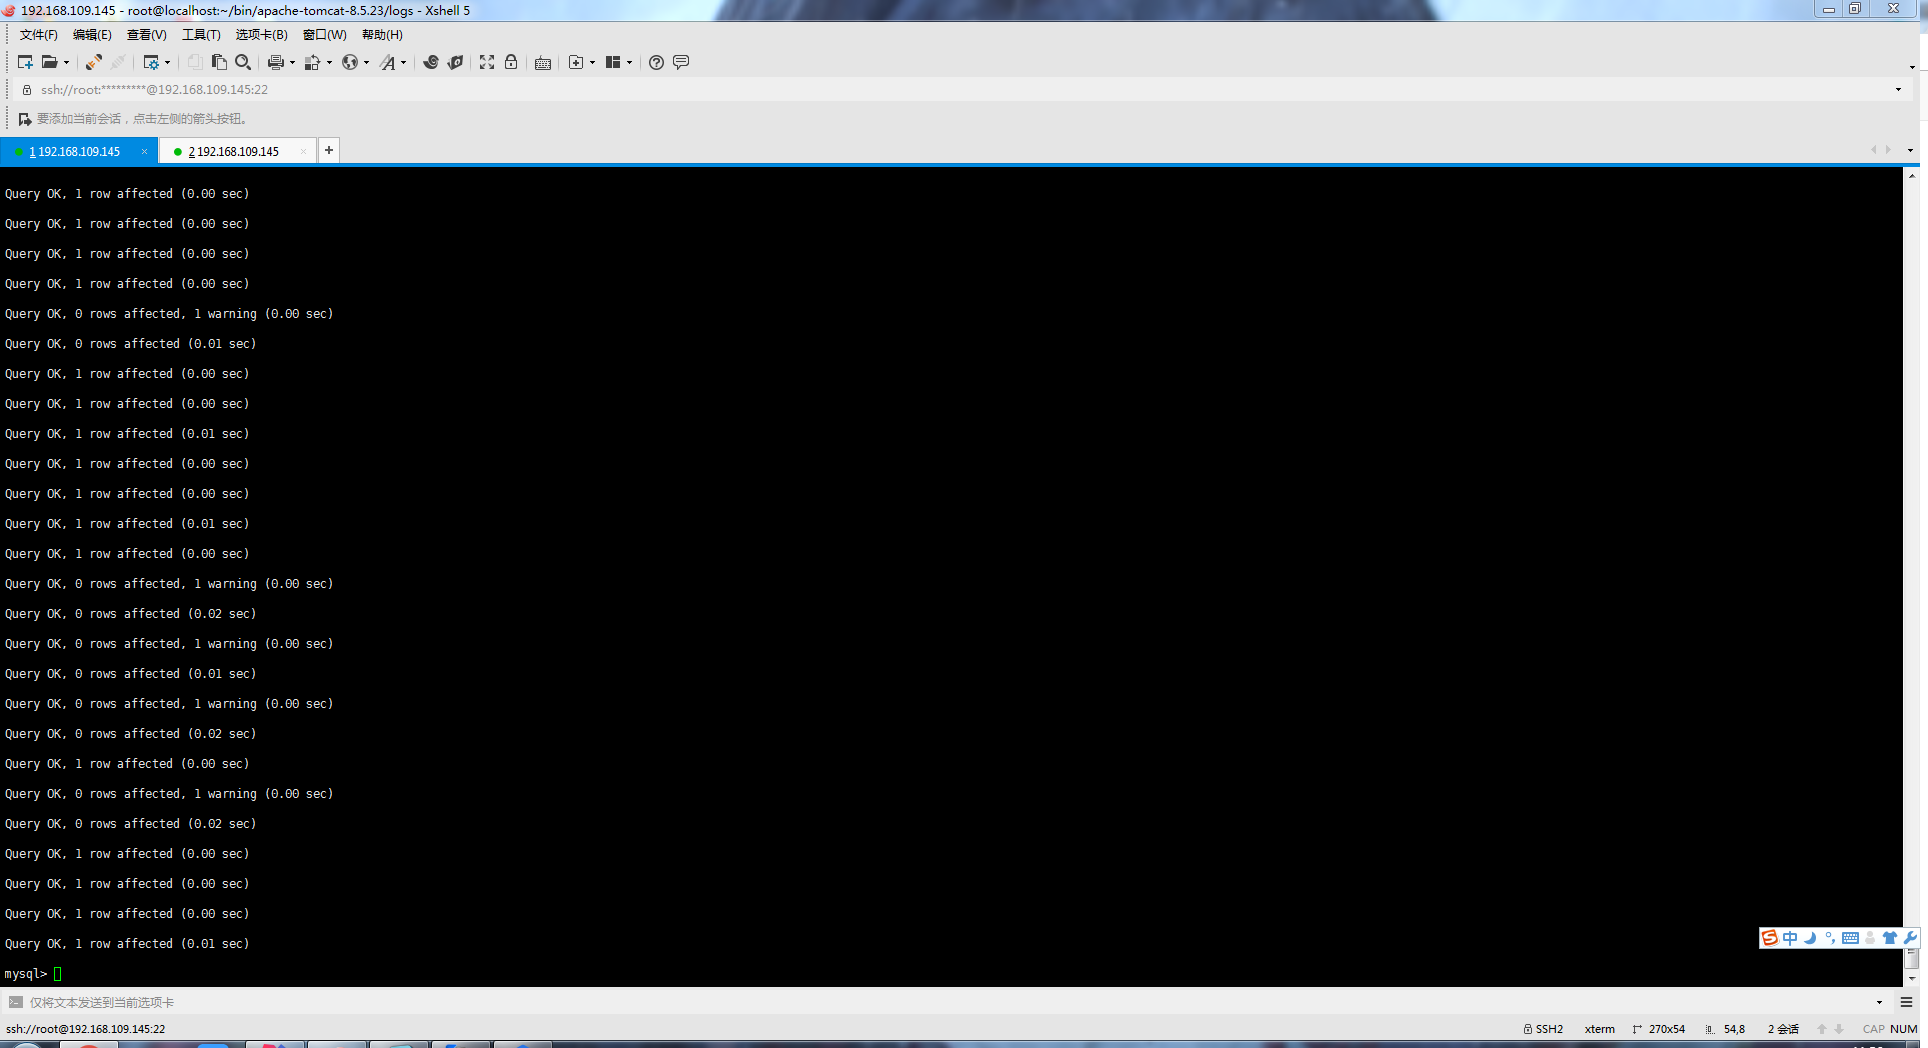 192.168.109.145 - root@localhost:~/bin/apache-tomcat-8.5.23/logs - Xshell 5
文件(F) 编辑(E) 查看(V) 工具(T) 选项卡(B) 窗口(W) 帮助(H)
ssh://root:*********@192.168.109.145:22
要添加当前会话，点击左侧的箭头按钮。
1 192.168.109.145 × 2 192.168.109.145 × +
Query OK, 1 row affected (0.00 sec)
Query OK, 1 row affected (0.00 sec)
Query OK, 1 row affected (0.00 sec)
Query OK, 1 row affected (0.00 sec)
Query OK, 0 rows affected, 1 warning (0.00 sec)
Query OK, 0 rows affected (0.01 sec)
Query OK, 1 row affected (0.00 sec)
Query OK, 1 row affected (0.00 sec)
Query OK, 1 row affected (0.01 sec)
Query OK, 1 row affected (0.00 sec)
Query OK, 1 row affected (0.00 sec)
Query OK, 1 row affected (0.01 sec)
Query OK, 1 row affected (0.00 sec)
Query OK, 0 rows affected, 1 warning (0.00 sec)
Query OK, 0 rows affected (0.02 sec)
Query OK, 0 rows affected, 1 warning (0.00 sec)
Query OK, 0 rows affected (0.01 sec)
Query OK, 0 rows affected, 1 warning (0.00 sec)
Query OK, 0 rows affected (0.02 sec)
Query OK, 1 row affected (0.00 sec)
Query OK, 0 rows affected, 1 warning (0.00 sec)
Query OK, 0 rows affected (0.02 sec)
Query OK, 1 row affected (0.00 sec)
Query OK, 1 row affected (0.00 sec)
Query OK, 1 row affected (0.00 sec)
Query OK, 1 row affected (0.01 sec)
中
mysql>
仅将文本发送到当前选项卡
ssh://root@192.168.109.145:22 SSH2 xterm 270x54 54,8 2 会话 CAP NUM